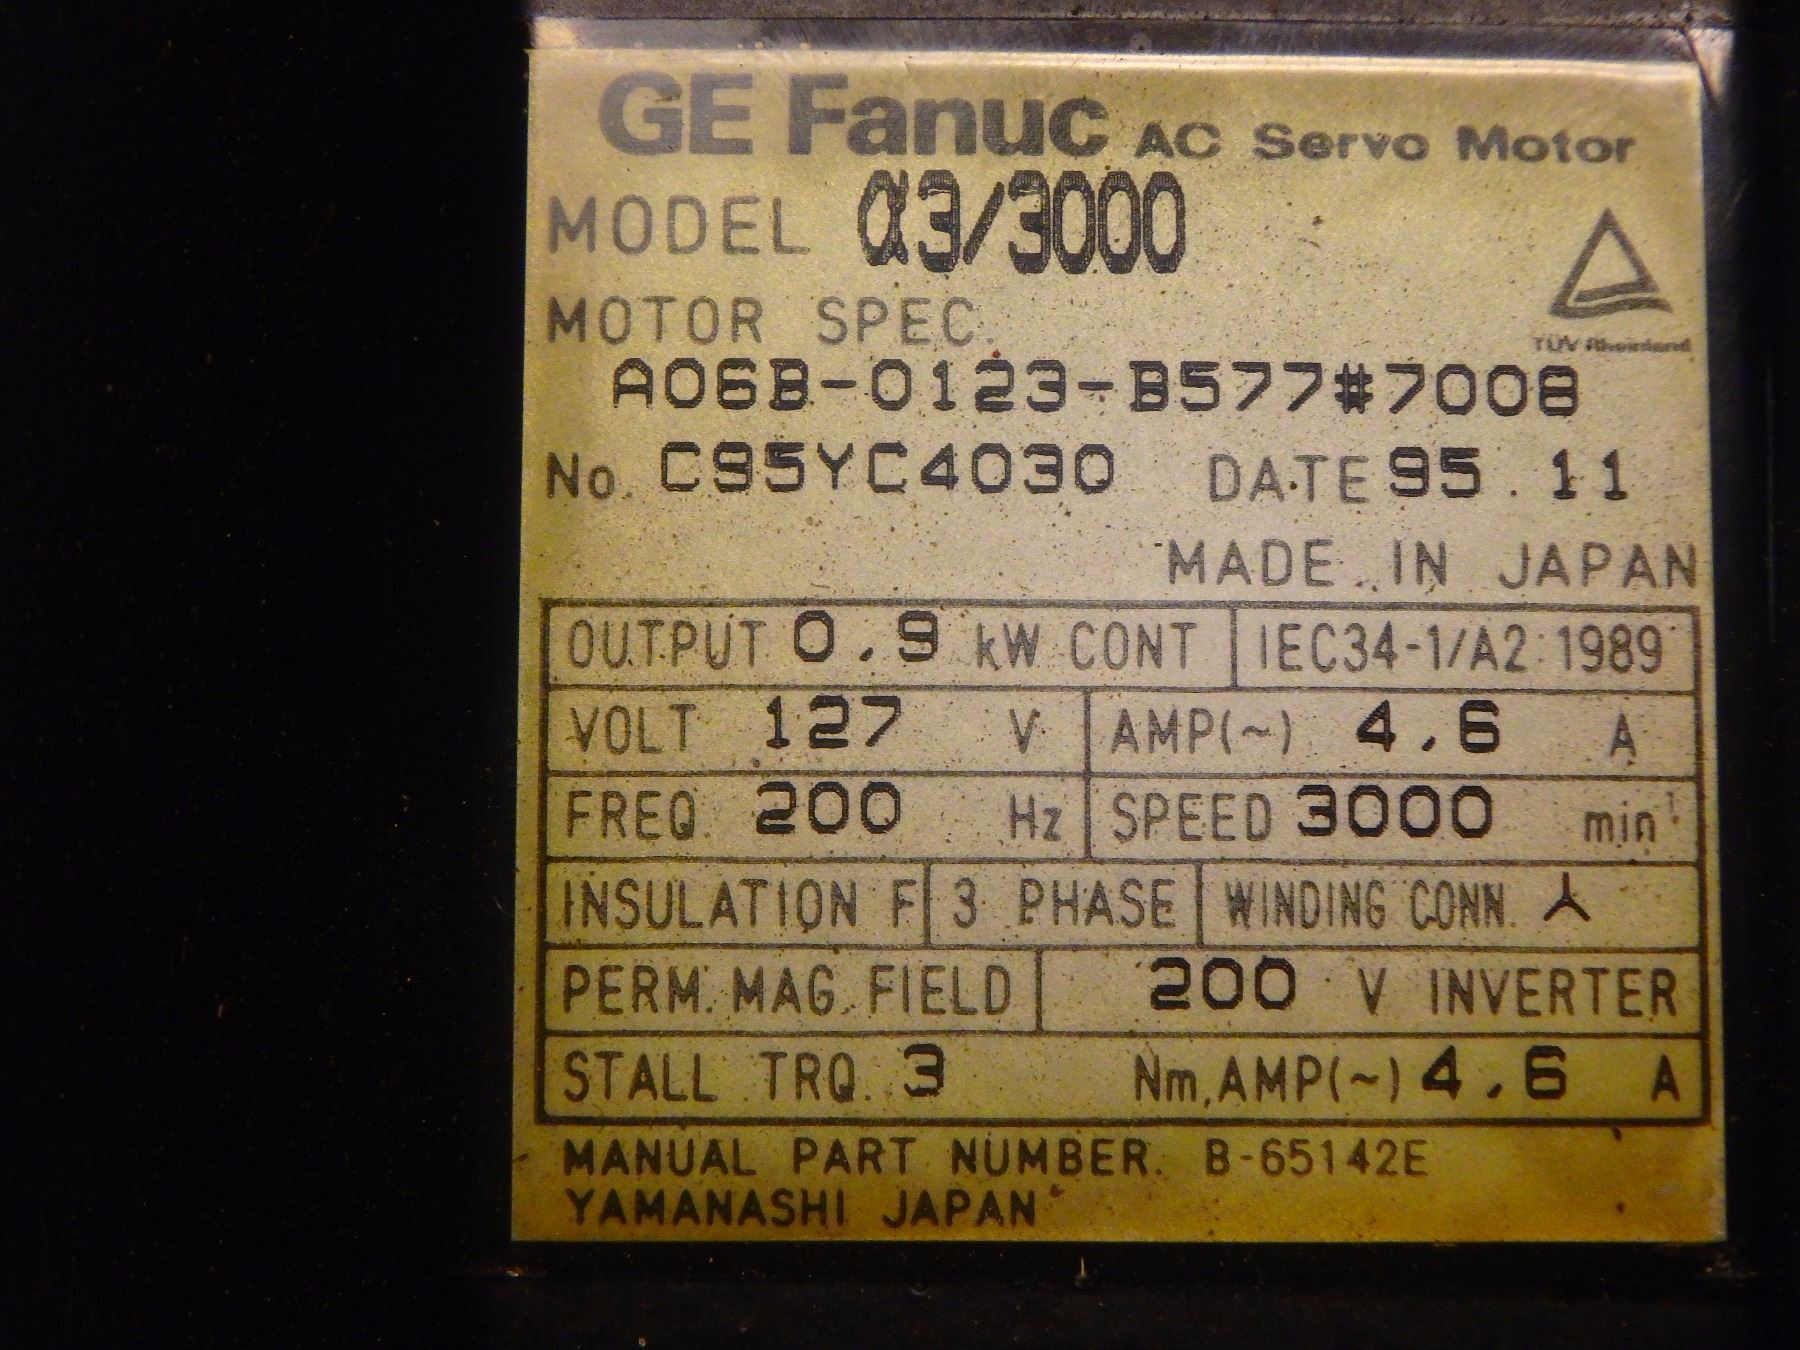 GE Fanuc AC Servo Motor
MODEL α3/3000
MOTOR SPEC.
TÜV Rheinland
A06B-0123-B577#7008
No. C95YC4030 DATE 95.11
MADE IN JAPAN
OUTPUT 0.9 kW CONT IEC34-1/A2:1989
VOLT 127 V AMP(~) 4.6 A
FREQ. 200 Hz SPEED 3000 min⁻¹
INSULATION F 3 PHASE WINDING CONN. 人
PERM. MAG. FIELD 200 V INVERTER
STALL TRQ. 3 Nm, AMP(~) 4.6 A
MANUAL PART NUMBER. B-65142E
YAMANASHI JAPAN